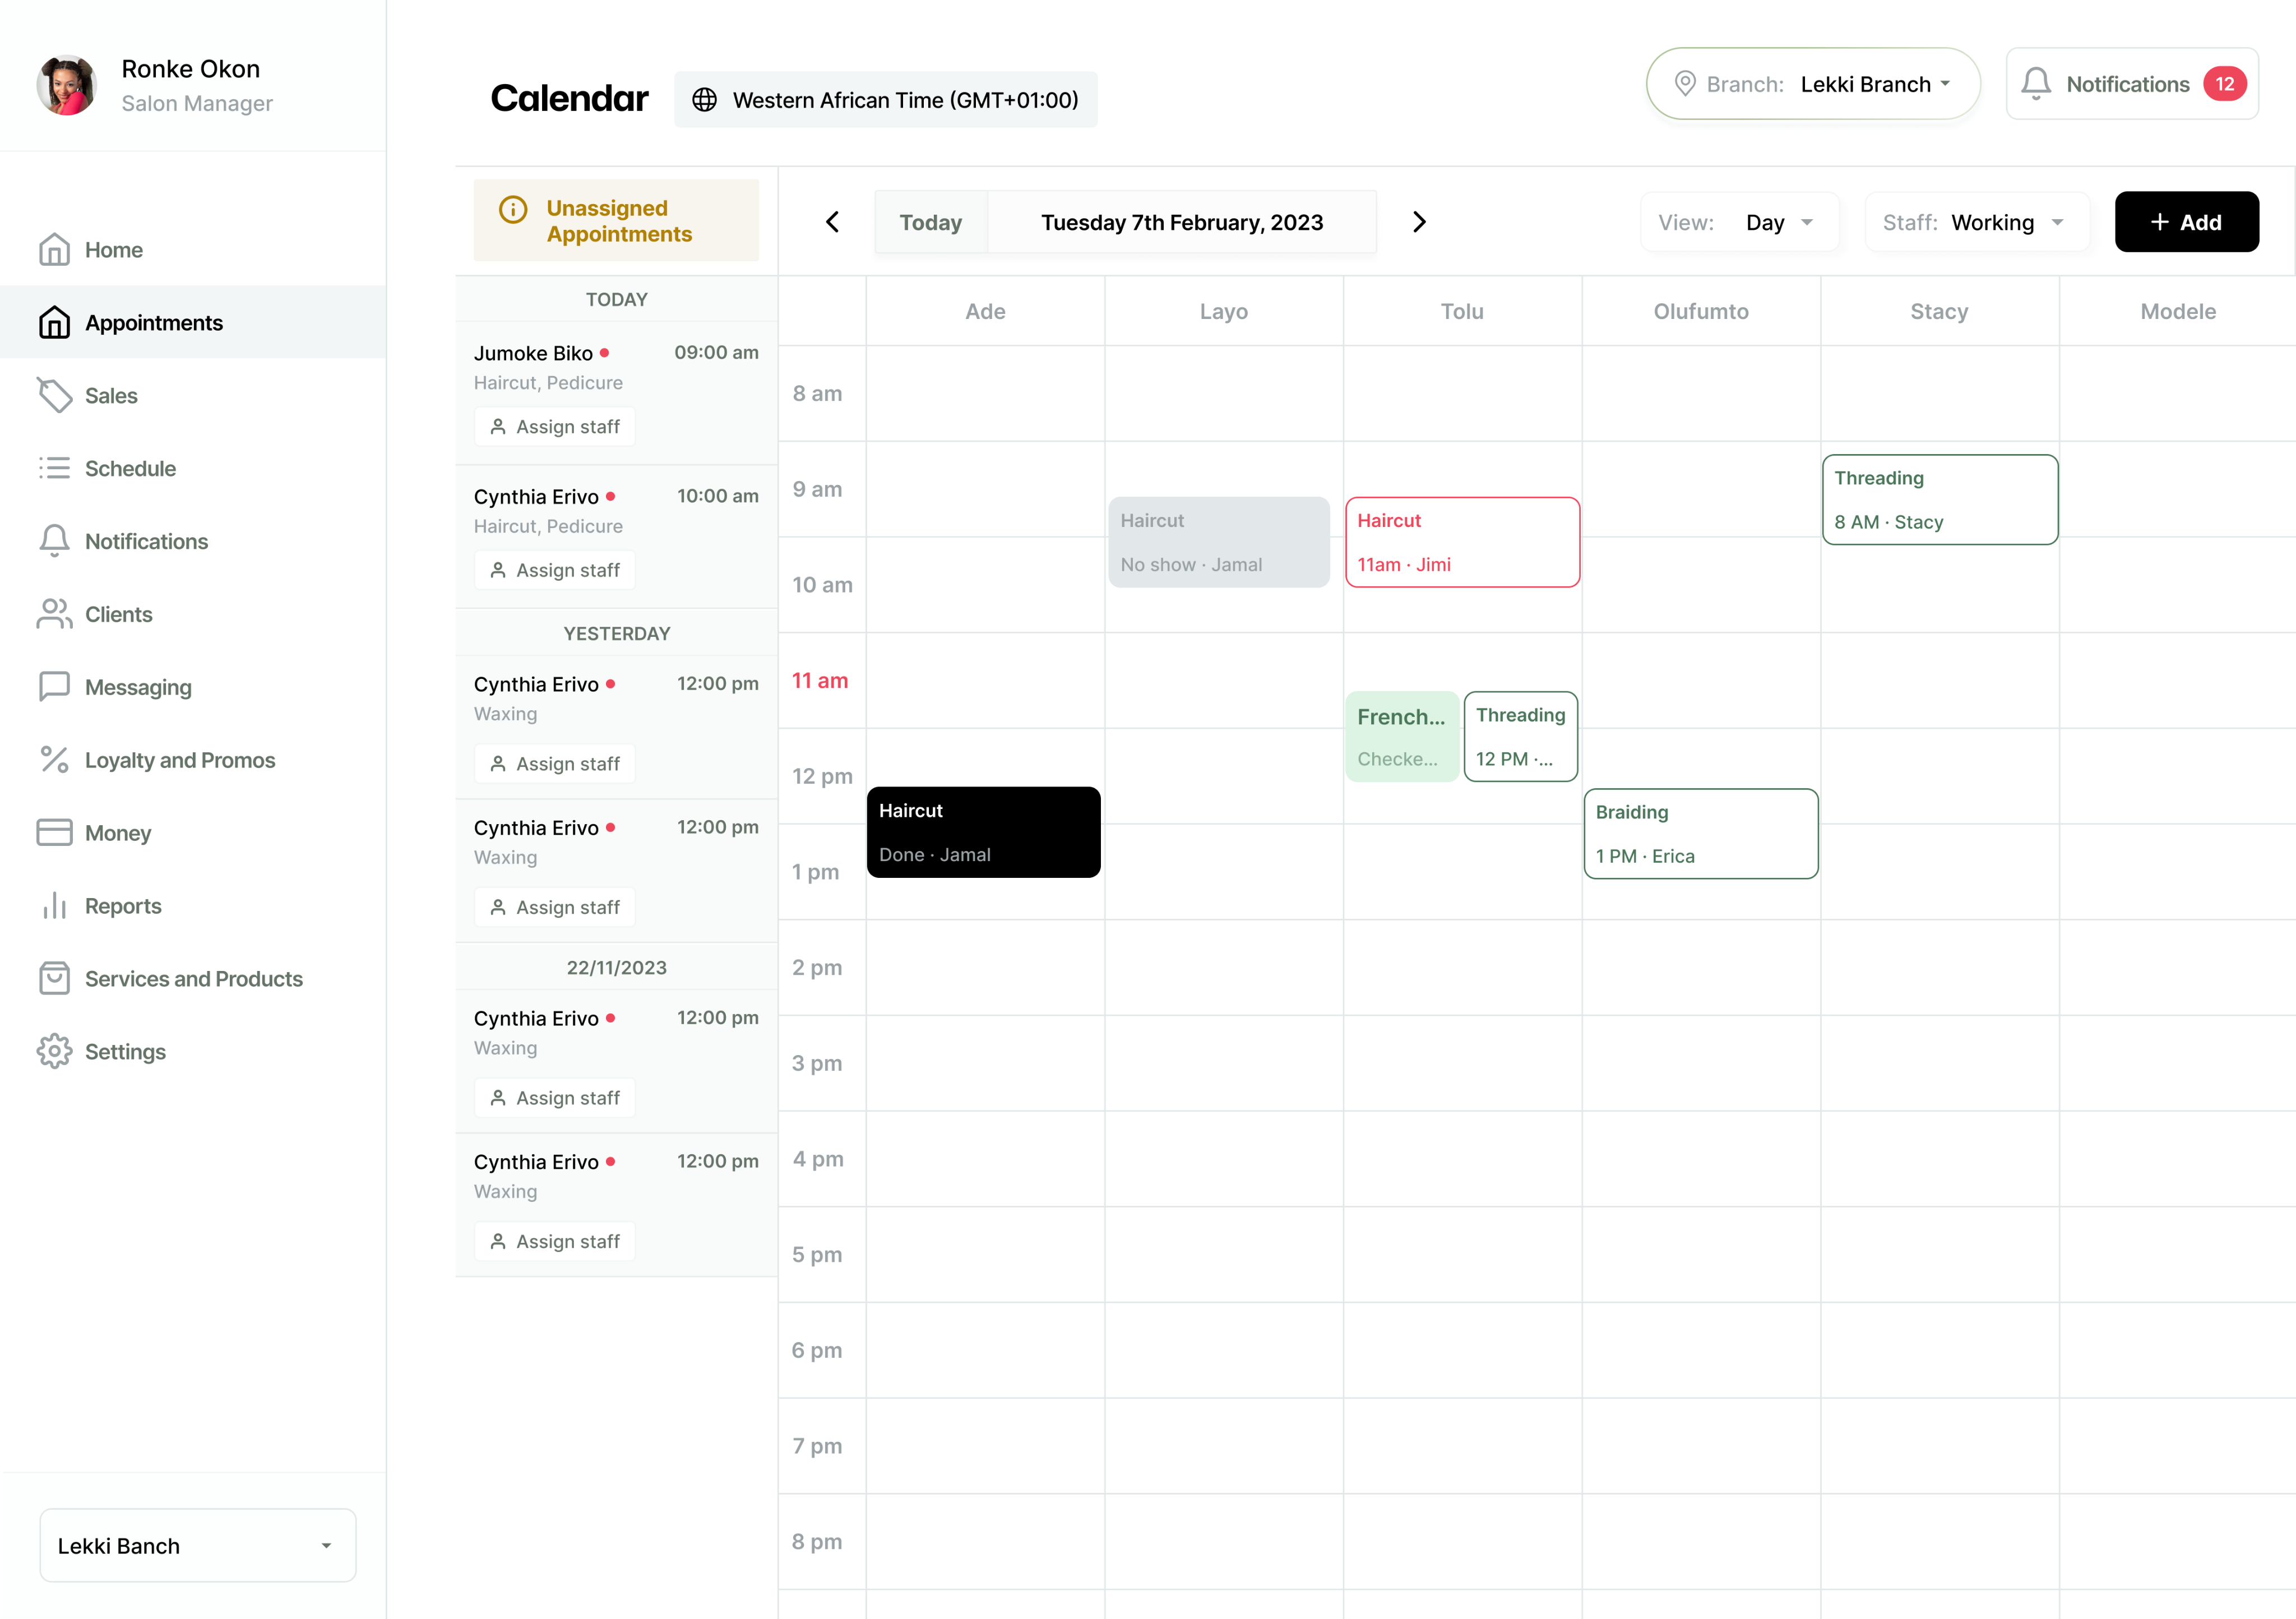 Ronke Okon
Salon Manager
Home
Appointments
Sales
Schedule
Notifications
Clients
Messaging
Loyalty and Promos
Money
Reports
Services and Products
Settings
Lekki Banch
Calendar
Western African Time (GMT+01:00)
Branch: Lekki Branch
Notifications 12
Unassigned
Appointments
Today
Tuesday 7th February, 2023
View: Day
Staff: Working
+ Add
TODAY
Jumoke Biko 09:00 am
Haircut, Pedicure
Assign staff
Cynthia Erivo 10:00 am
Haircut, Pedicure
Assign staff
YESTERDAY
Cynthia Erivo 12:00 pm
Waxing
Assign staff
Cynthia Erivo 12:00 pm
Waxing
Assign staff
22/11/2023
Cynthia Erivo 12:00 pm
Waxing
Assign staff
Cynthia Erivo 12:00 pm
Waxing
Assign staff
Ade Layo Tolu Olufumto Stacy Modele
8 am
9 am
10 am
11 am
12 pm
1 pm
2 pm
3 pm
4 pm
5 pm
6 pm
7 pm
8 pm
Haircut
Done · Jamal
Haircut
No show · Jamal
Haircut
11am · Jimi
French...
Checke...
Threading
12 PM ·...
Braiding
1 PM · Erica
Threading
8 AM · Stacy